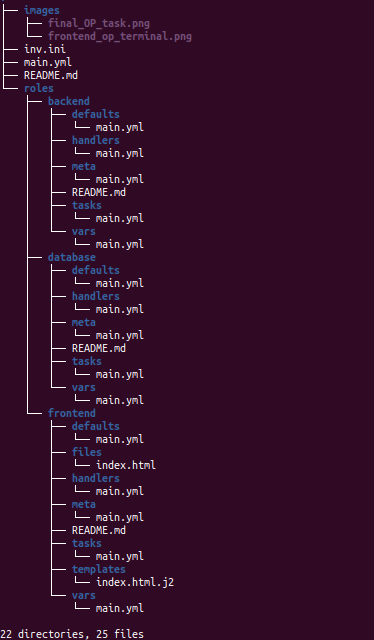 images
final_OP_task.png
frontend_op_terminal.png
inv.ini
main.yml
README.md
roles
backend
defaults
main.yml
handlers
main.yml
meta
main.yml
README.md
tasks
main.yml
vars
main.yml
database
defaults
main.yml
handlers
main.yml
meta
main.yml
README.md
tasks
main.yml
vars
main.yml
frontend
defaults
main.yml
files
index.html
handlers
main.yml
meta
main.yml
README.md
tasks
main.yml
templates
index.html.j2
vars
main.yml
22 directories, 25 files